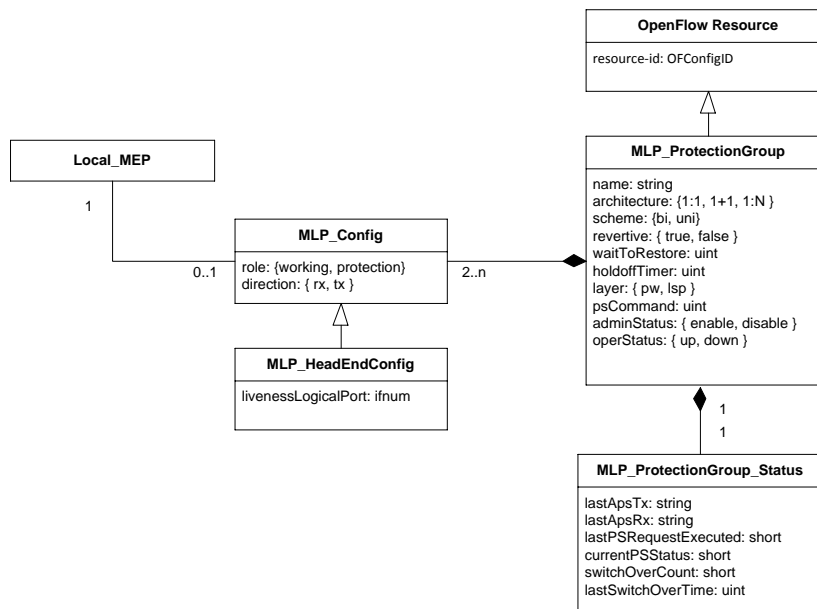 OpenFlow Resource
resource-id: OFConfigID
MLP_ProtectionGroup
name: string
architecture: {1:1, 1+1, 1:N }
scheme: {bi, uni}
revertive: { true, false }
waitToRestore: uint
holdoffTimer: uint
layer: { pw, lsp }
psCommand: uint
adminStatus: { enable, disable }
operStatus: { up, down }
Local_MEP
1
0..1
MLP_Config
role: {working, protection}
direction: { rx, tx }
2..n
MLP_HeadEndConfig
livenessLogicalPort: ifnum
1
1
MLP_ProtectionGroup_Status
lastApsTx: string
lastApsRx: string
lastPSRequestExecuted: short
currentPSStatus: short
switchOverCount: short
lastSwitchOverTime: uint